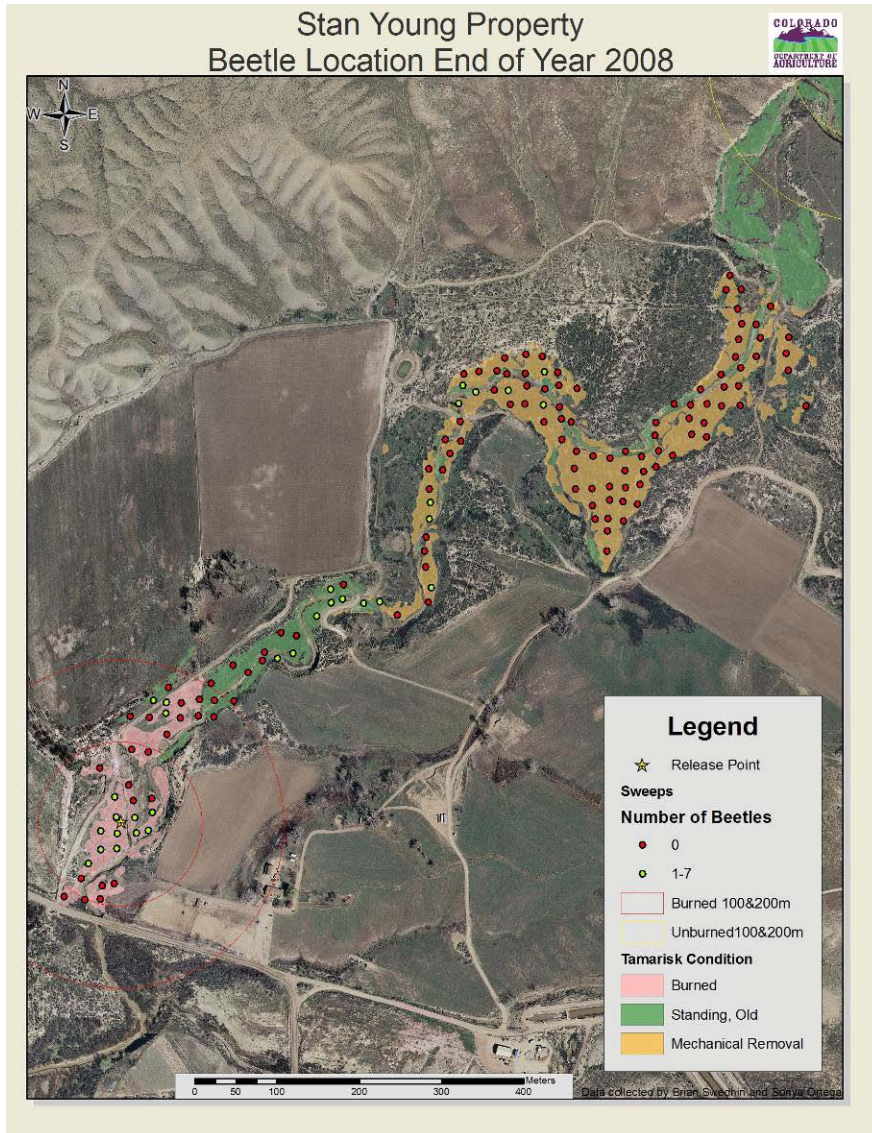 Stan Young Property
Beetle Location End of Year 2008
COLORADO
DEPARTMENT OF
AGRICULTURE
N
W E
S
Legend
Release Point
Sweeps
Number of Beetles
0
1-7
Burned 100&200m
Unburned100&200m
Tamarisk Condition
Burned
Standing, Old
Mechanical Removal
Meters
0 50 100 200 300 400
Data collected by Brian Swedhin and Sonya Ortega